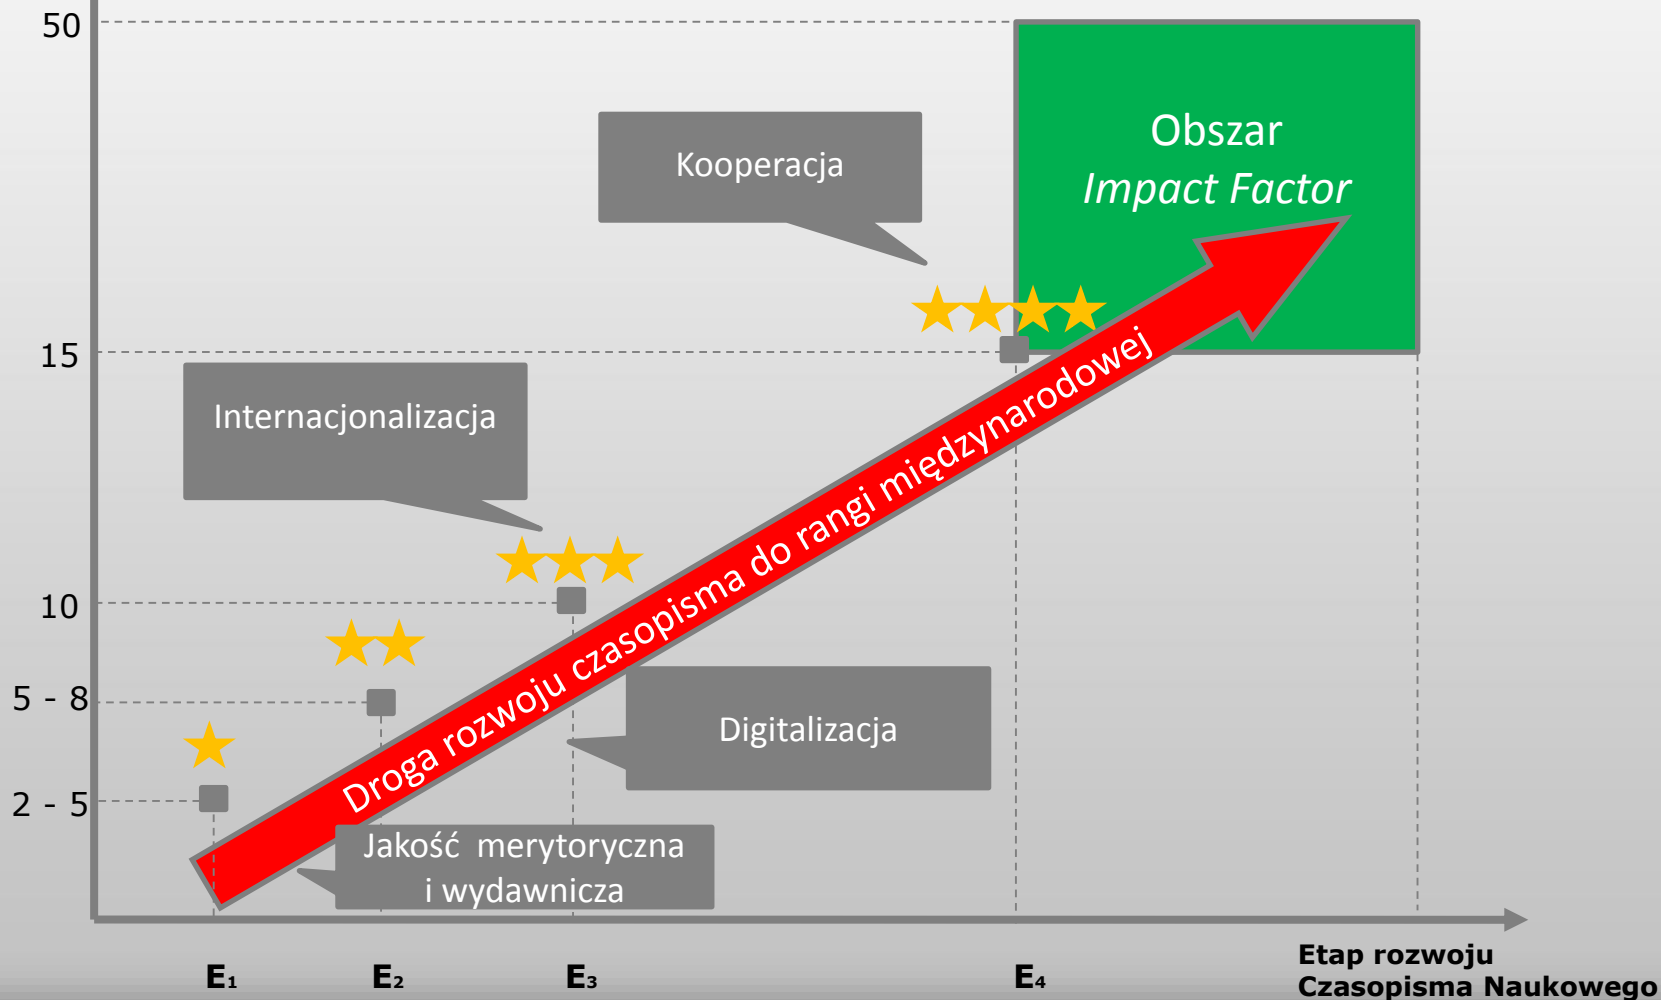 50
Obszar
Impact Factor
Kooperacja
15
Internacjonalizacja
Droga rozwoju czasopisma do rangi międzynarodowej
10
5 - 8
Digitalizacja
2 - 5
Jakość merytoryczna
i wydawnicza
E₁ E₂ E₃ E₄
Etap rozwoju
Czasopisma Naukowego